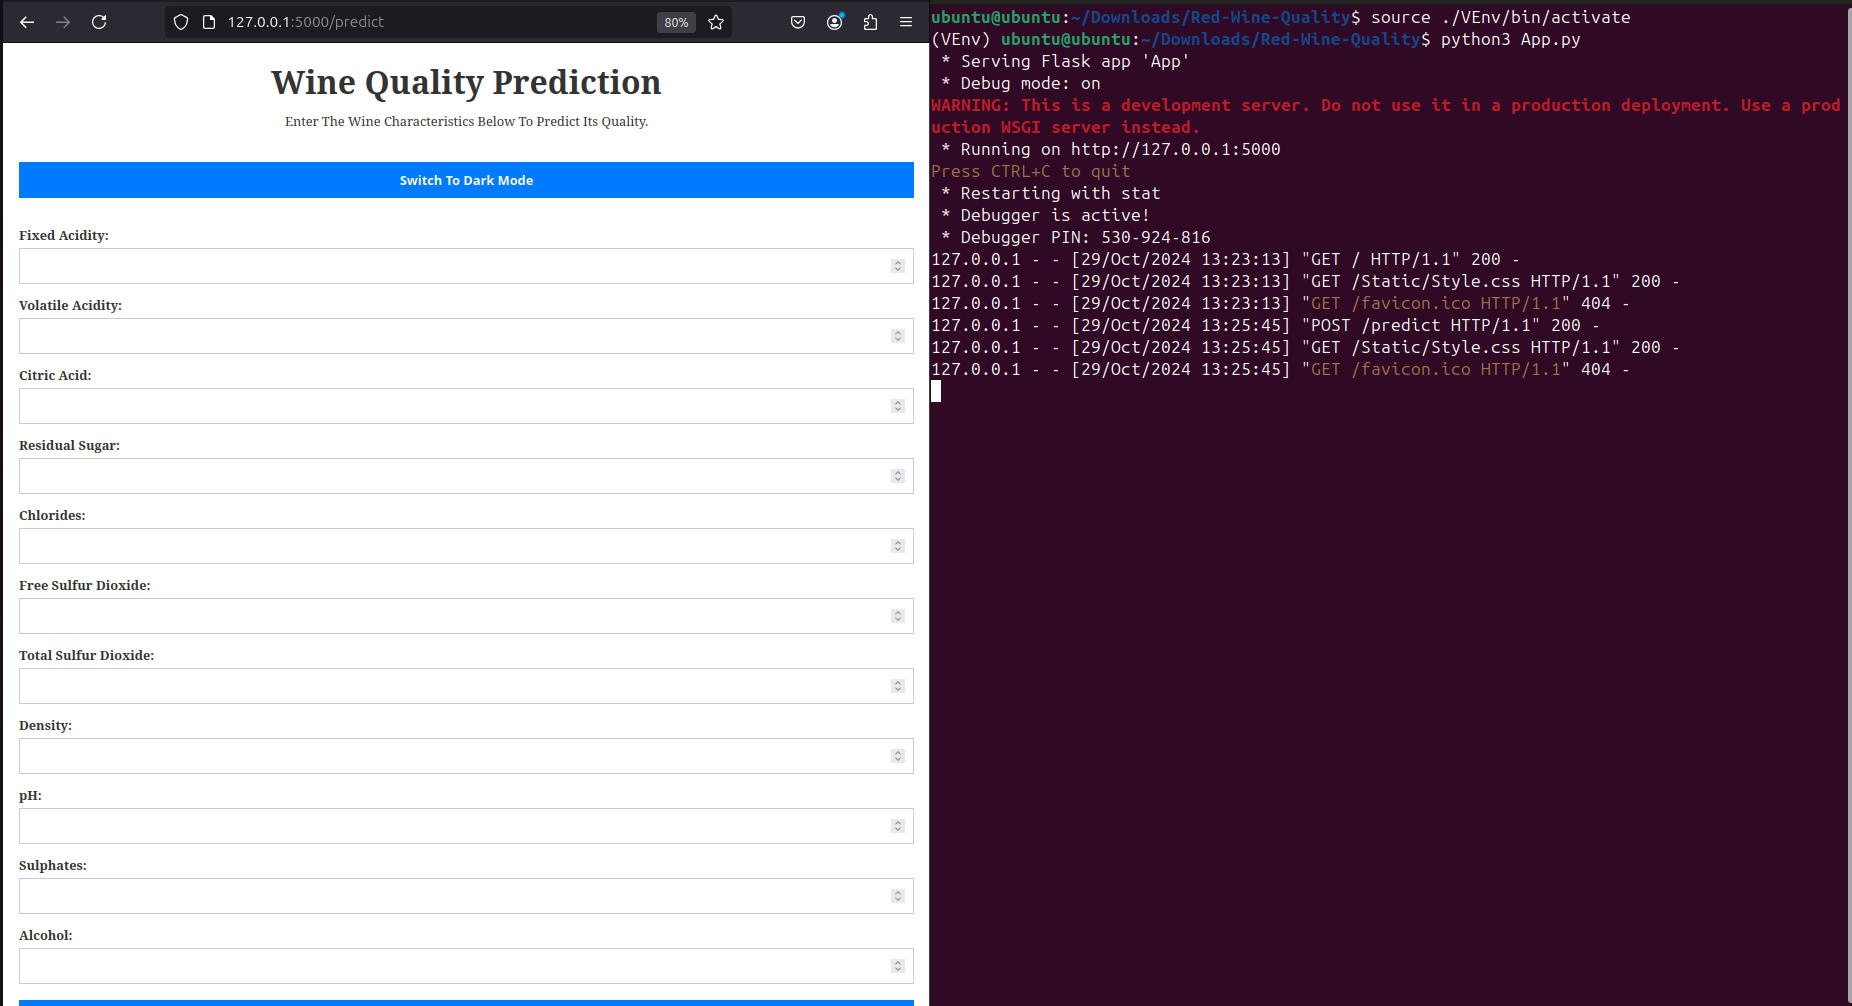 127.0.0.1:5000/predict
80%
Wine Quality Prediction
Enter The Wine Characteristics Below To Predict Its Quality.
Switch To Dark Mode
Fixed Acidity:
Volatile Acidity:
Citric Acid:
Residual Sugar:
Chlorides:
Free Sulfur Dioxide:
Total Sulfur Dioxide:
Density:
pH:
Sulphates:
Alcohol:
ubuntu@ubuntu:~/Downloads/Red-Wine-Quality$ source ./VEnv/bin/activate
(VEnv) ubuntu@ubuntu:~/Downloads/Red-Wine-Quality$ python3 App.py
* Serving Flask app 'App'
* Debug mode: on
WARNING: This is a development server. Do not use it in a production deployment. Use a prod
uction WSGI server instead.
* Running on http://127.0.0.1:5000
Press CTRL+C to quit
* Restarting with stat
* Debugger is active!
* Debugger PIN: 530-924-816
127.0.0.1 - - [29/Oct/2024 13:23:13] "GET / HTTP/1.1" 200 -
127.0.0.1 - - [29/Oct/2024 13:23:13] "GET /Static/Style.css HTTP/1.1" 200 -
127.0.0.1 - - [29/Oct/2024 13:23:13] "GET /favicon.ico HTTP/1.1" 404 -
127.0.0.1 - - [29/Oct/2024 13:25:45] "POST /predict HTTP/1.1" 200 -
127.0.0.1 - - [29/Oct/2024 13:25:45] "GET /Static/Style.css HTTP/1.1" 200 -
127.0.0.1 - - [29/Oct/2024 13:25:45] "GET /favicon.ico HTTP/1.1" 404 -